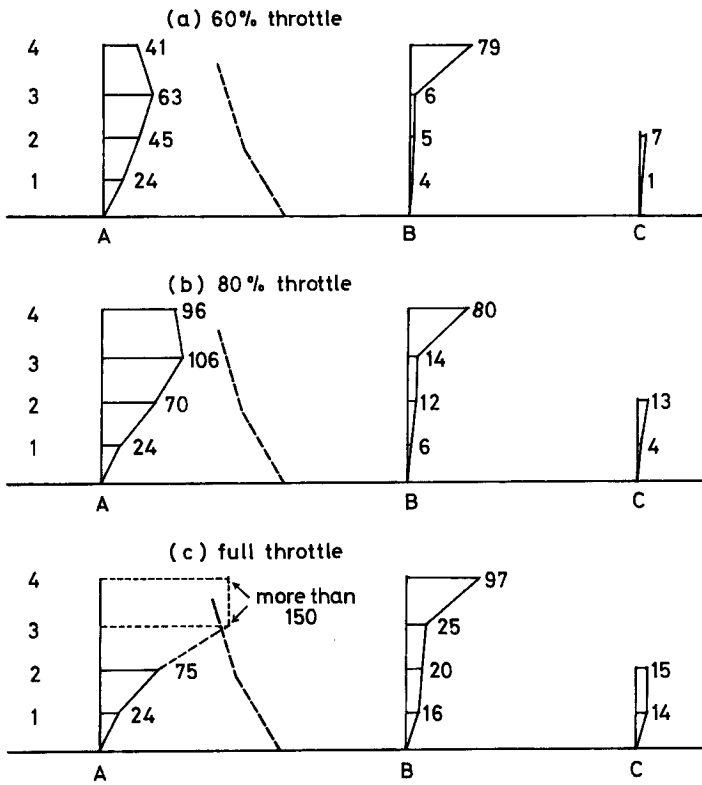 (a) 60% throttle
4 41 79
3 63 6
2 45 5 7
1 24 4 1
A B C
(b) 80% throttle
4 96 80
3 106 14
2 70 12 13
1 24 6 4
A B C
(c) full throttle
4 more than 97
150
3 25
2 75 20 15
1 24 16 14
A B C